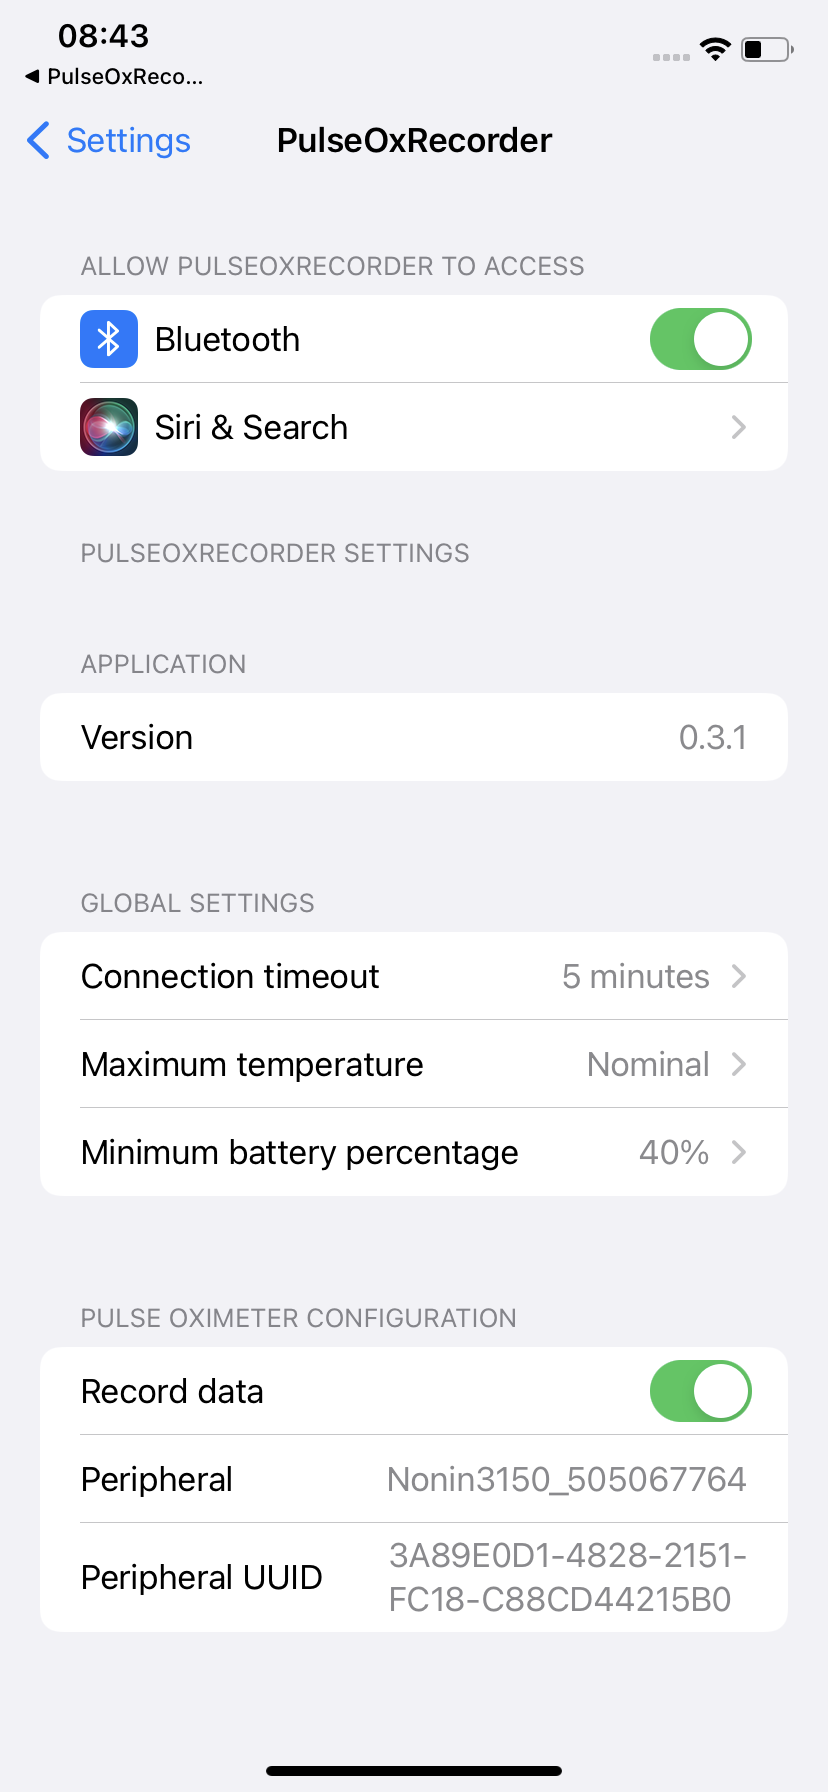 08:43
◀ PulseOxReco...
Settings
PulseOxRecorder
ALLOW PULSEOXRECORDER TO ACCESS
Bluetooth
Siri & Search
PULSEOXRECORDER SETTINGS
APPLICATION
Version 0.3.1
GLOBAL SETTINGS
Connection timeout 5 minutes
Maximum temperature Nominal
Minimum battery percentage 40%
PULSE OXIMETER CONFIGURATION
Record data
Peripheral Nonin3150_505067764
Peripheral UUID 3A89E0D1-4828-2151-
FC18-C88CD44215B0